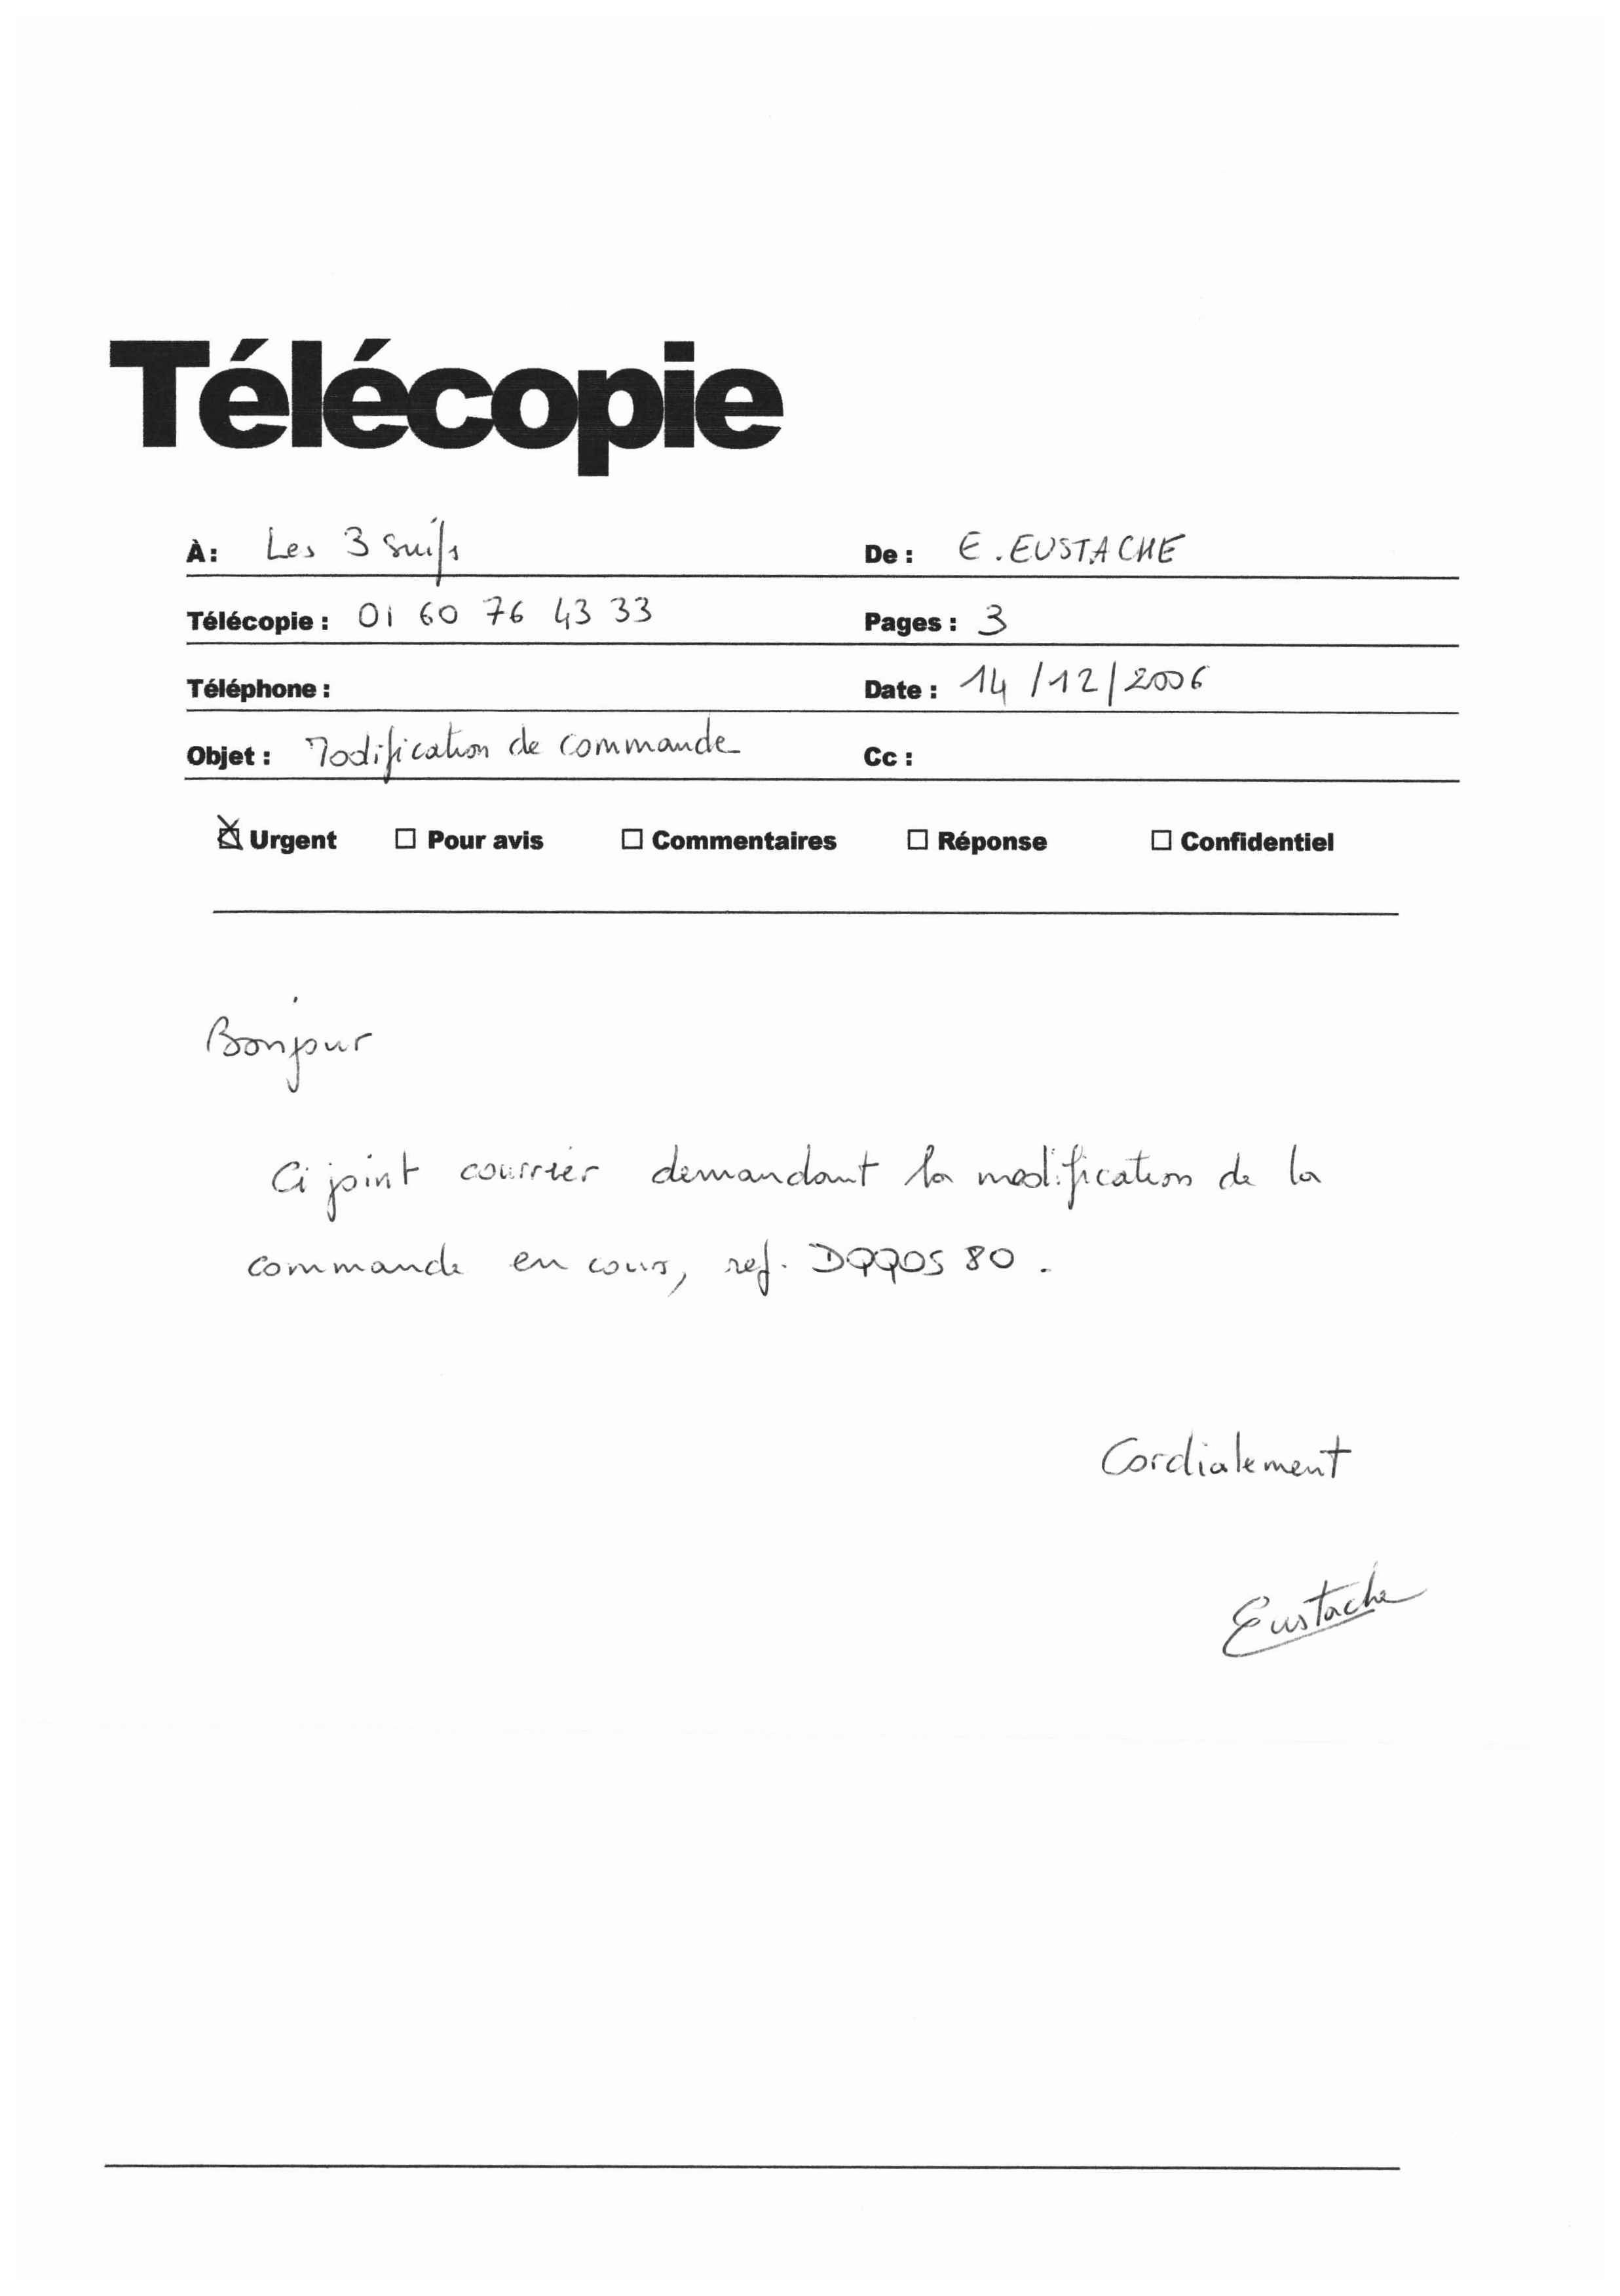 Télécopie
À : Les 3 Suifs De : E. EUSTACHE
Télécopie : 01 60 76 43 33 Pages : 3
Téléphone : Date : 14/12/2006
Objet : Modification de commande Cc :
Urgent Pour avis Commentaires Réponse Confidentiel
Bonjour
Ci joint courrier demandant la modification de la
commande en cours, ref. DQQOS 80.
Cordialement
Eustache